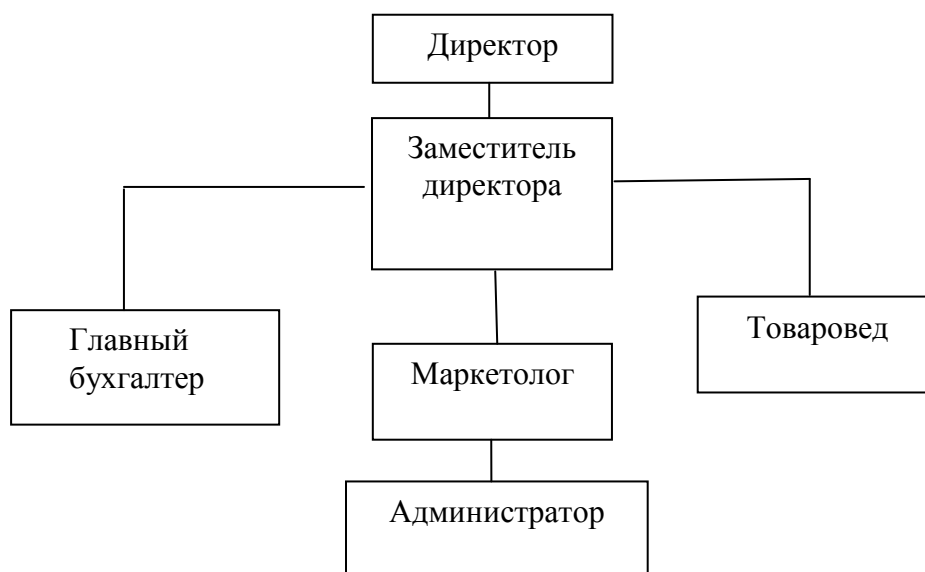 Директор
Заместитель
директора
Главный
бухгалтер
Маркетолог
Товаровед
Администратор